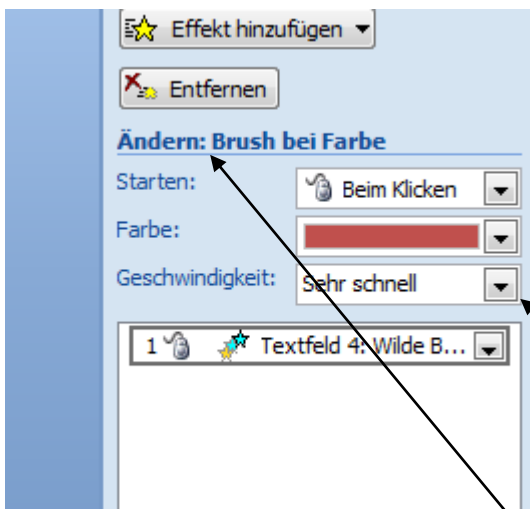 Effekt hinzufügen
Entfernen
Ändern: Brush bei Farbe
Starten: Beim Klicken
Farbe:
Geschwindigkeit: Sehr schnell
1 Textfeld 4: Wilde B...